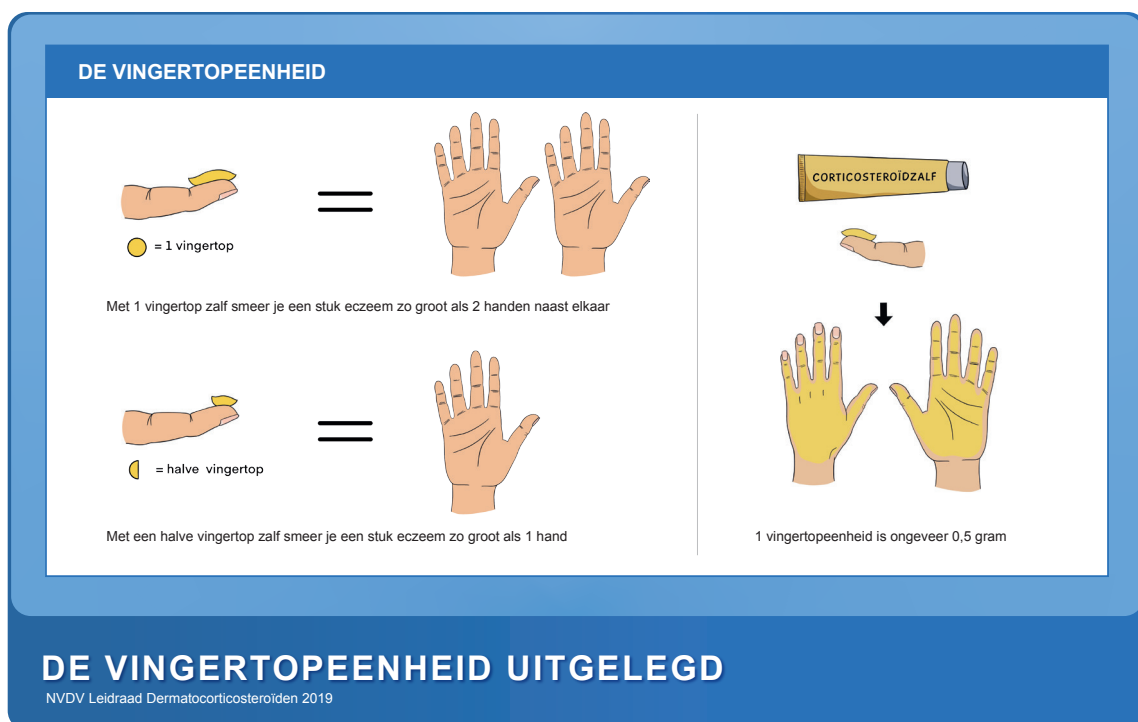 DE VINGERTOPEENHEID
= 1 vingertop
Met 1 vingertop zalf smeer je een stuk eczeem zo groot als 2 handen naast elkaar
= halve vingertop
Met een halve vingertop zalf smeer je een stuk eczeem zo groot als 1 hand
CORTICOSTEROÏDZALF
1 vingertopeenheid is ongeveer 0,5 gram
DE VINGERTOPEENHEID UITGELEGD
NVDV Leidraad Dermatocorticosteroïden 2019